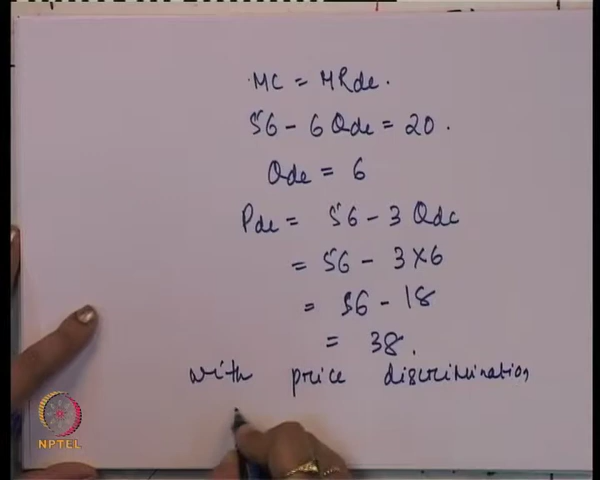 MC = MRde.
56 - 6 Qde = 20.
Qde = 6
Pde = 56 - 3 Qde
= 56 - 3×6
= 56 - 18
= 38.
with price discrimination
NPTEL